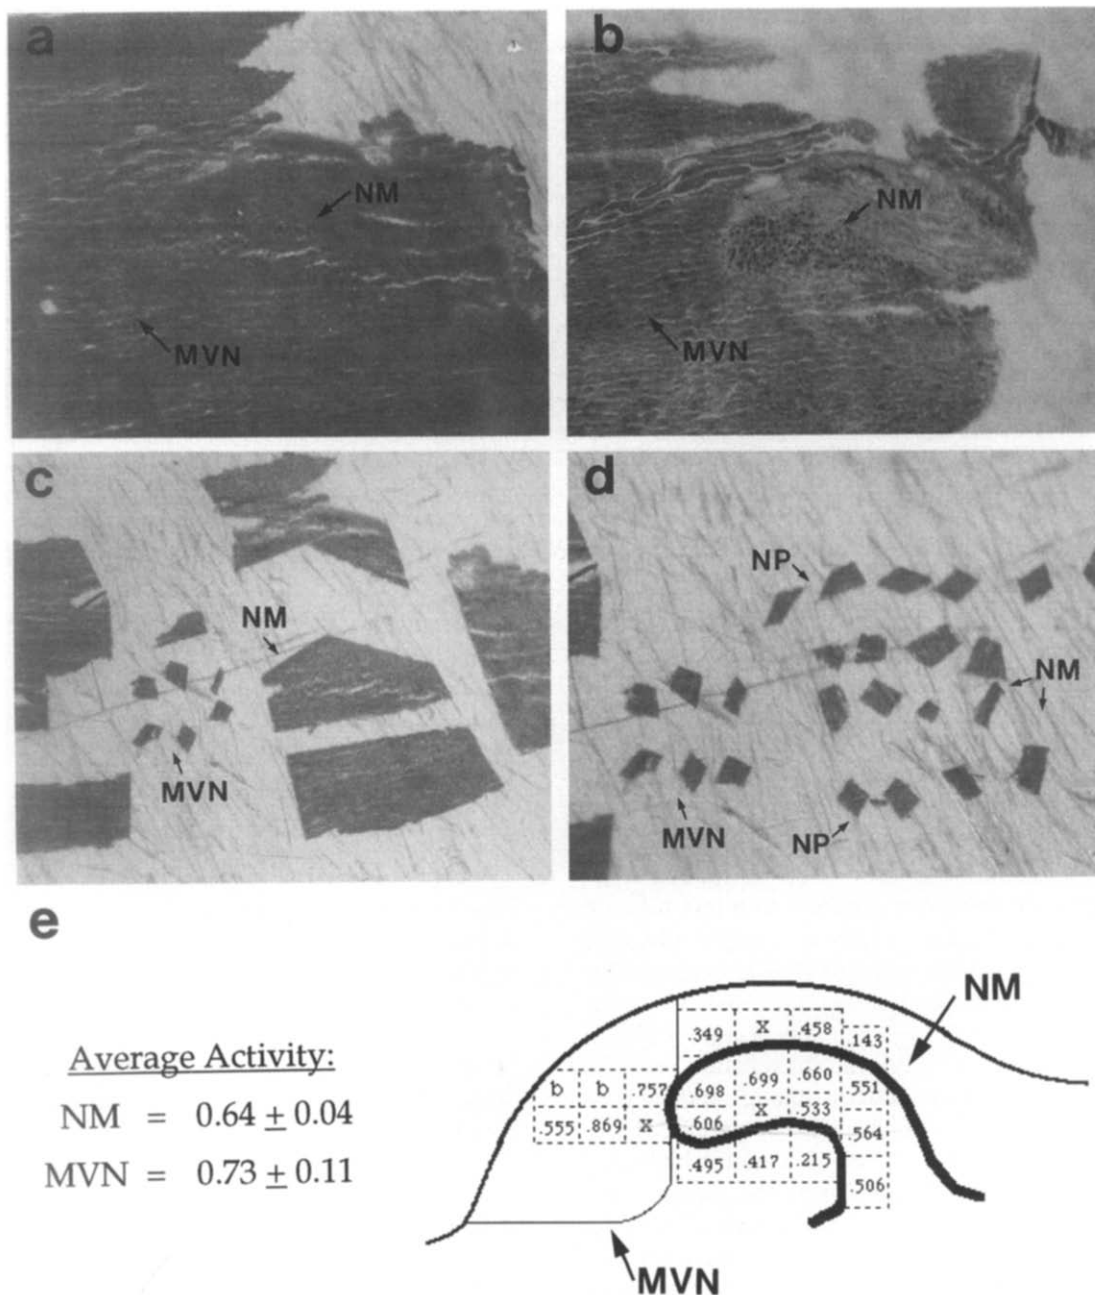 a
NM
MVN
b
NM
MVN
c
NM
MVN
d
NP
NM
MVN
NP
e
Average Activity:
NM = 0.64 ± 0.04
MVN = 0.73 ± 0.11
NM
.349 X .458 .143
b b .757 .698 .699 .660 .551
.555 .869 X .606 X .533 .564
.495 .417 .215 .506
MVN